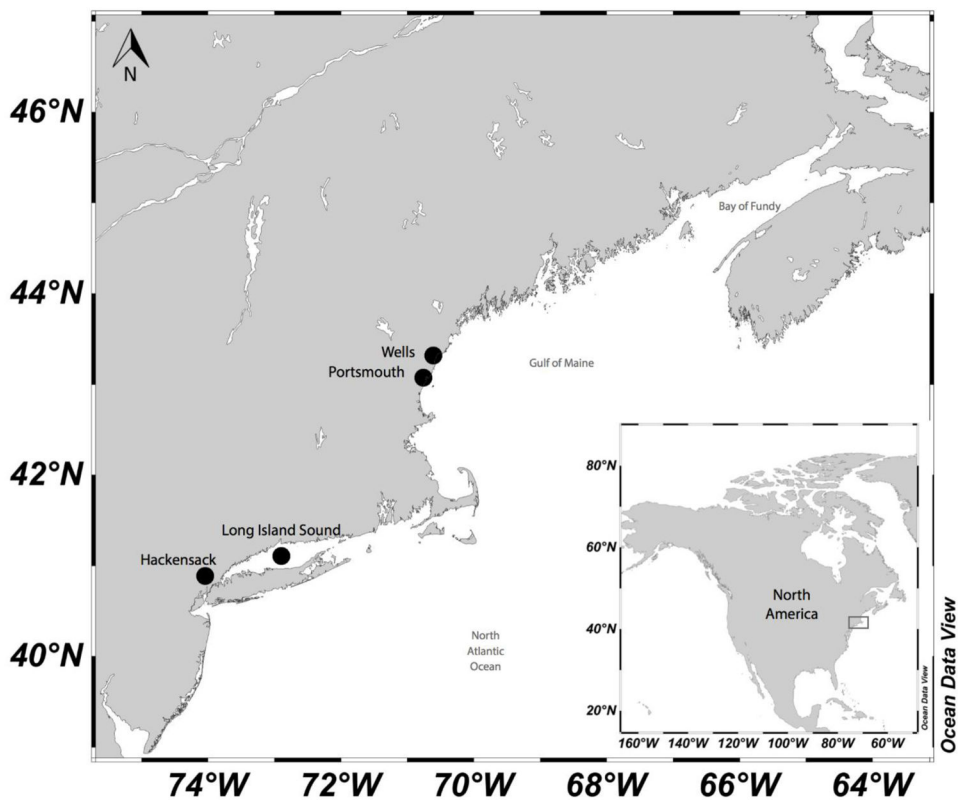 N
46°N
Bay of Fundy
44°N
Wells
Portsmouth
Gulf of Maine
42°N
Long Island Sound
Hackensack
40°N
North
Atlantic
Ocean
80°N
60°N
North
America
40°N
20°N
160°W 140°W 120°W 100°W 80°W 60°W
Ocean Data View
Ocean Data View
74°W 72°W 70°W 68°W 66°W 64°W